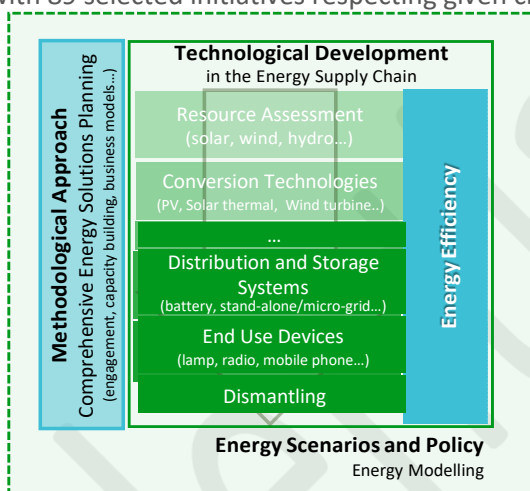 with 89 selected initiatives respecting given c
Technological Development
in the Energy Supply Chain
Methodological Approach
Comprehensive Energy Solutions Planning
(engagement, capacity building, business models…)
Resource Assessment
(solar, wind, hydro…)
Conversion Technologies
(PV, Solar thermal, Wind turbine..)
…
Distribution and Storage
Systems
(battery, stand-alone/micro-grid…)
End Use Devices
(lamp, radio, mobile phone…)
Dismantling
Energy Efficiency
Energy Scenarios and Policy
Energy Modelling